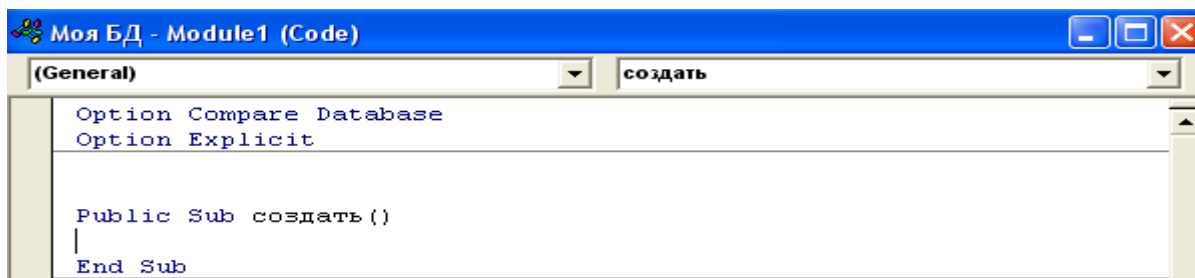 Моя БД - Module1 (Code)
(General)
создать
Option Compare Database
Option Explicit
Public Sub создать()
End Sub